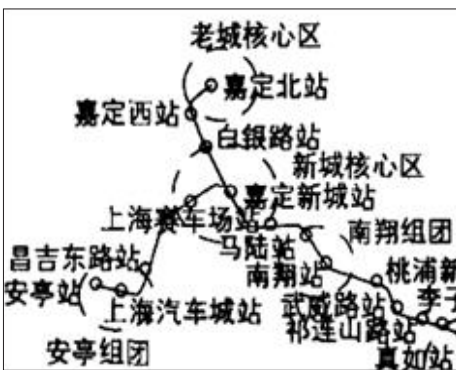 老城核心区
嘉定北站
嘉定西站
白银路站
新城核心区
嘉定新城站
上海赛车场站
马陆站
南翔组团
昌吉东路站
南翔站
桃浦新
安亭站
上海汽车城站
武威路站
李子
祁连山路站
安亭组团
真如站